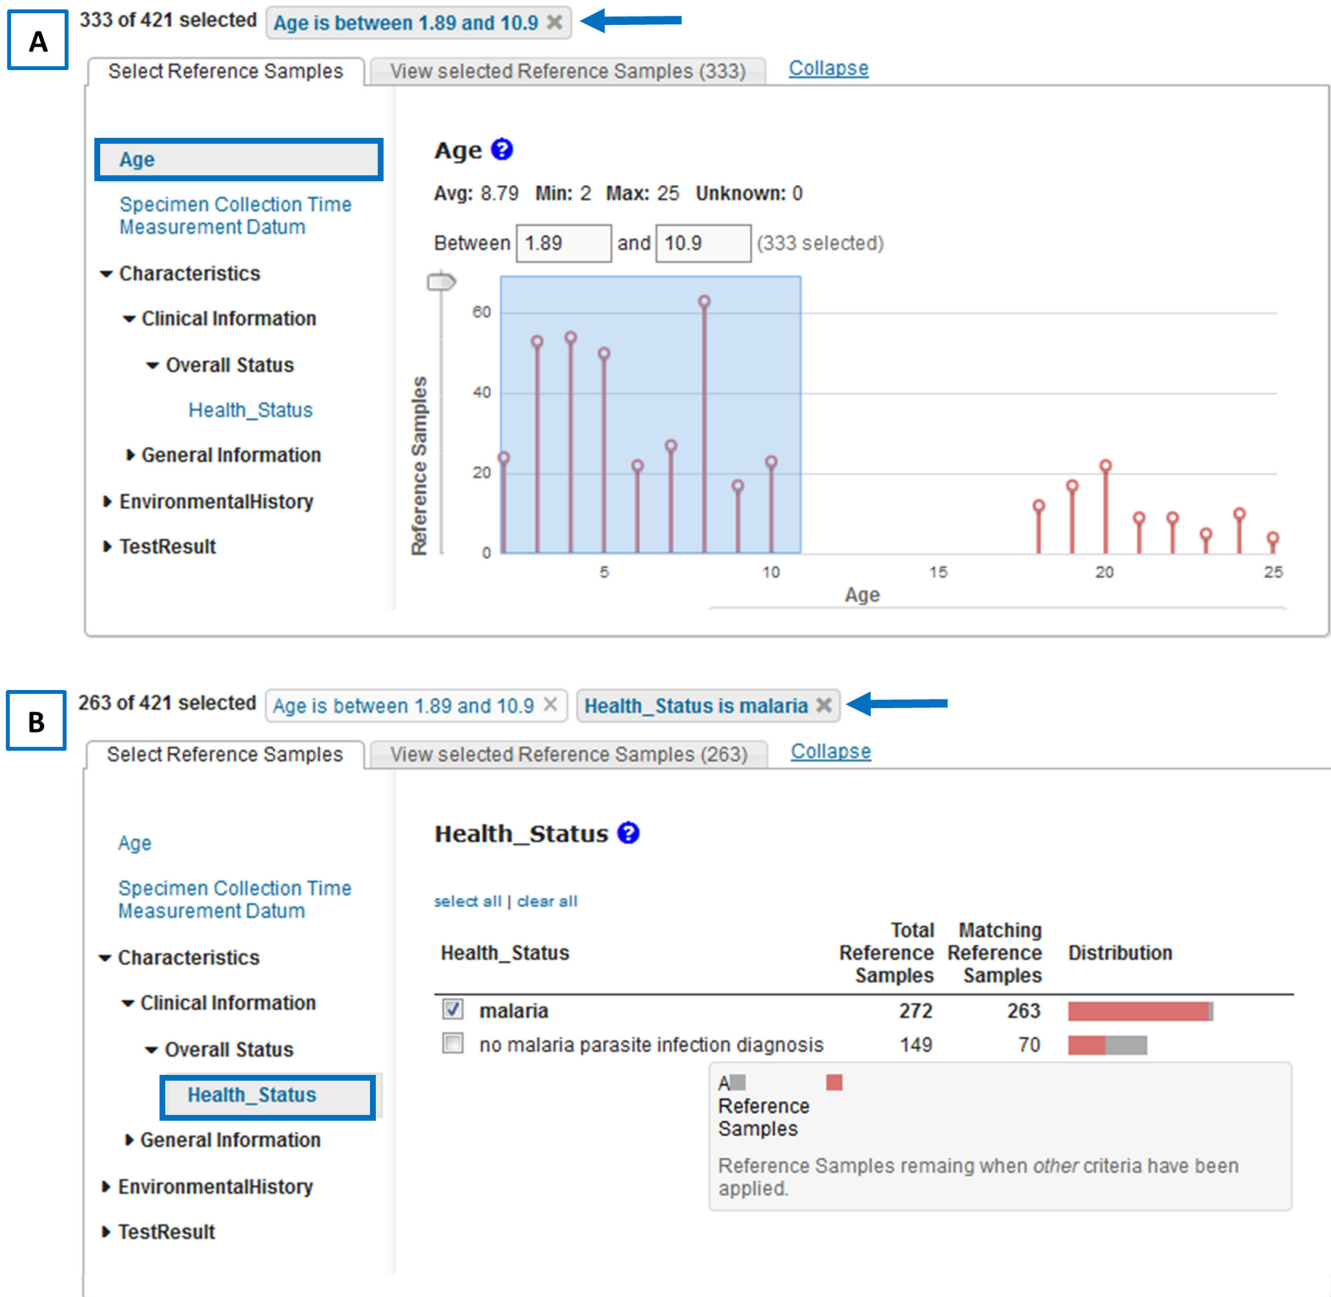 A
333 of 421 selected Age is between 1.89 and 10.9
Select Reference Samples View selected Reference Samples (333) Collapse
Age
Specimen Collection Time
Measurement Datum
Characteristics
Clinical Information
Overall Status
Health_Status
General Information
EnvironmentalHistory
TestResult
Age ?
Avg: 8.79 Min: 2 Max: 25 Unknown: 0
Between 1.89 and 10.9 (333 selected)
Reference Samples
60
40
20
0
5 10 15 20 25
Age
B
263 of 421 selected Age is between 1.89 and 10.9 Health_Status is malaria
Select Reference Samples View selected Reference Samples (263) Collapse
Age
Specimen Collection Time
Measurement Datum
Characteristics
Clinical Information
Overall Status
Health_Status
General Information
EnvironmentalHistory
TestResult
Health_Status ?
select all | clear all
Health_Status Total Reference Samples Matching Reference Samples Distribution
malaria 272 263
no malaria parasite infection diagnosis 149 70
A
Reference
Samples
Reference Samples remaing when other criteria have been
applied.